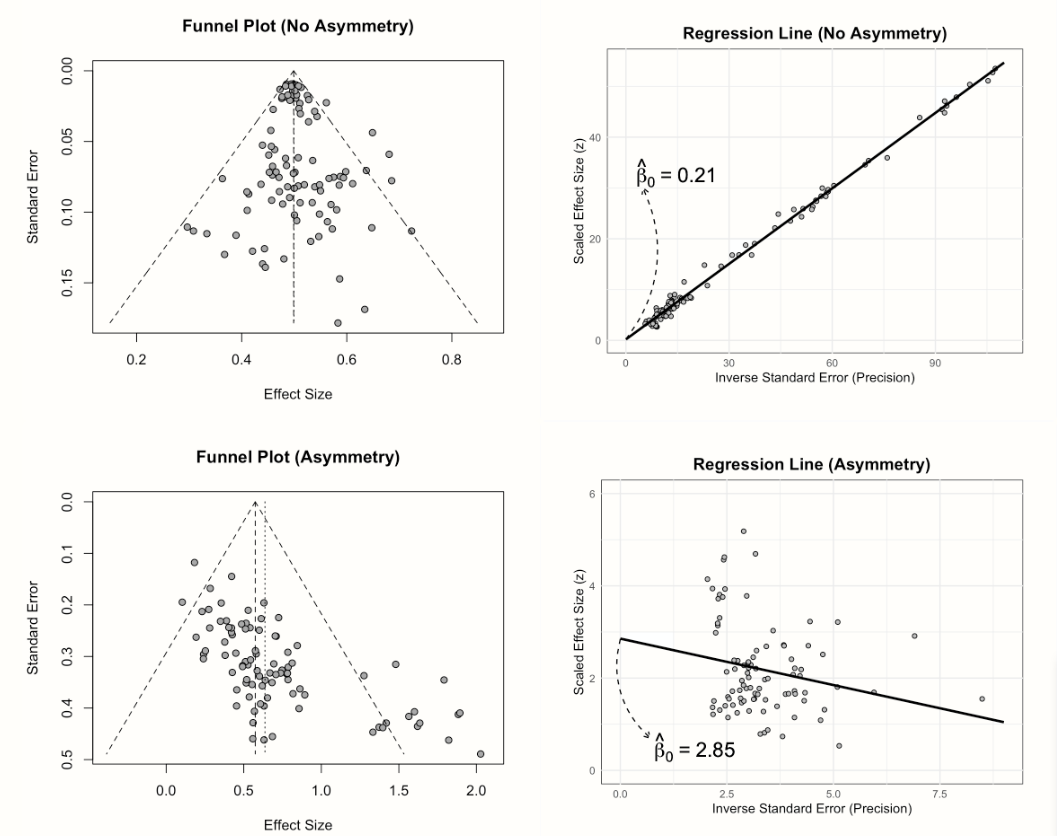 Funnel Plot (No Asymmetry)
Standard Error
0.00
0.05
0.10
0.15
0.2 0.4 0.6 0.8
Effect Size
Regression Line (No Asymmetry)
Scaled Effect Size (z)
40
20
0
β̂0 = 0.21
0 30 60 90
Inverse Standard Error (Precision)
Funnel Plot (Asymmetry)
Standard Error
0.0
0.1
0.2
0.3
0.4
0.5
0.0 0.5 1.0 1.5 2.0
Effect Size
Regression Line (Asymmetry)
Scaled Effect Size (z)
6
4
2
0
β̂0 = 2.85
0.0 2.5 5.0 7.5
Inverse Standard Error (Precision)